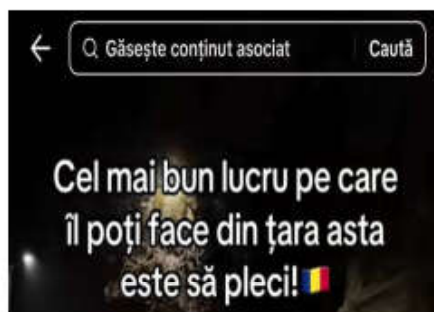 Găsește conținut asociat Caută
Cel mai bun lucru pe care
îl poți face din țara asta
este să pleci!🇷🇴